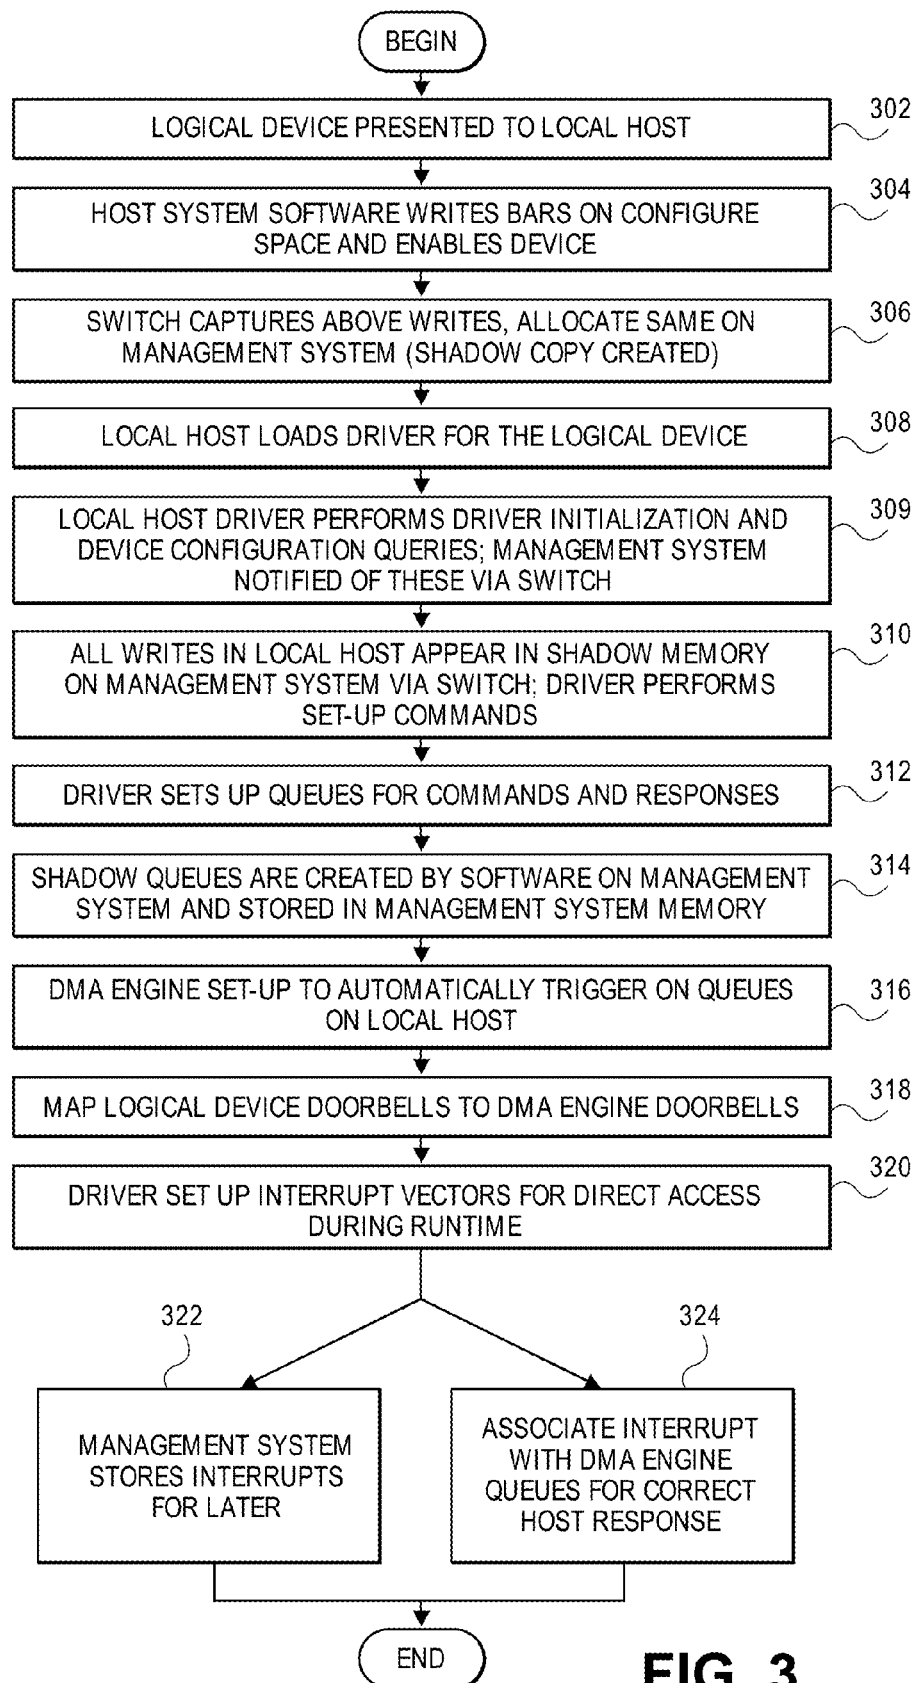 BEGIN
LOGICAL DEVICE PRESENTED TO LOCAL HOST
302
HOST SYSTEM SOFTWARE WRITES BARS ON CONFIGURE
SPACE AND ENABLES DEVICE
304
SWITCH CAPTURES ABOVE WRITES, ALLOCATE SAME ON
MANAGEMENT SYSTEM (SHADOW COPY CREATED)
306
LOCAL HOST LOADS DRIVER FOR THE LOGICAL DEVICE
308
LOCAL HOST DRIVER PERFORMS DRIVER INITIALIZATION AND
DEVICE CONFIGURATION QUERIES; MANAGEMENT SYSTEM
NOTIFIED OF THESE VIA SWITCH
309
ALL WRITES IN LOCAL HOST APPEAR IN SHADOW MEMORY
ON MANAGEMENT SYSTEM VIA SWITCH; DRIVER PERFORMS
SET-UP COMMANDS
310
DRIVER SETS UP QUEUES FOR COMMANDS AND RESPONSES
312
SHADOW QUEUES ARE CREATED BY SOFTWARE ON MANAGEMENT
SYSTEM AND STORED IN MANAGEMENT SYSTEM MEMORY
314
DMA ENGINE SET-UP TO AUTOMATICALLY TRIGGER ON QUEUES
ON LOCAL HOST
316
MAP LOGICAL DEVICE DOORBELLS TO DMA ENGINE DOORBELLS
318
DRIVER SET UP INTERRUPT VECTORS FOR DIRECT ACCESS
DURING RUNTIME
320
322
MANAGEMENT SYSTEM
STORES INTERRUPTS
FOR LATER
324
ASSOCIATE INTERRUPT
WITH DMA ENGINE
QUEUES FOR CORRECT
HOST RESPONSE
END
FIG. 3